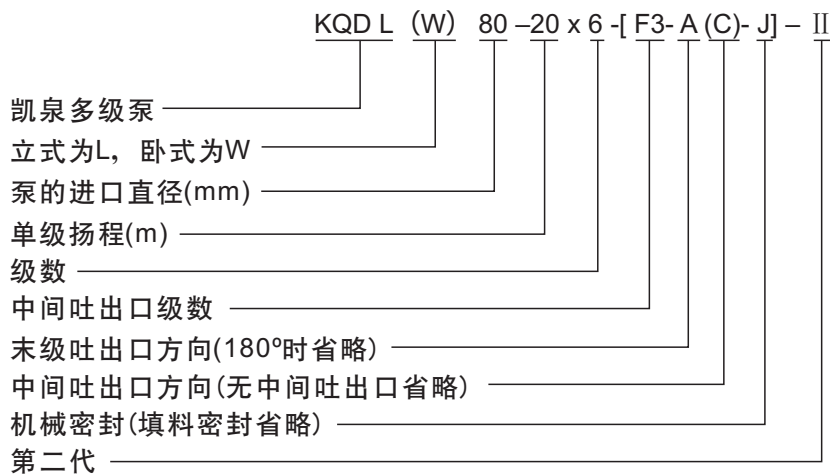 KQD L (W) 80 –20 x 6 -[ F3- A (C)- J] – II
凯泉多级泵
立式为L，卧式为W
泵的进口直径(mm)
单级扬程(m)
级数
中间吐出口级数
末级吐出口方向(180º时省略)
中间吐出口方向(无中间吐出口省略)
机械密封(填料密封省略)
第二代